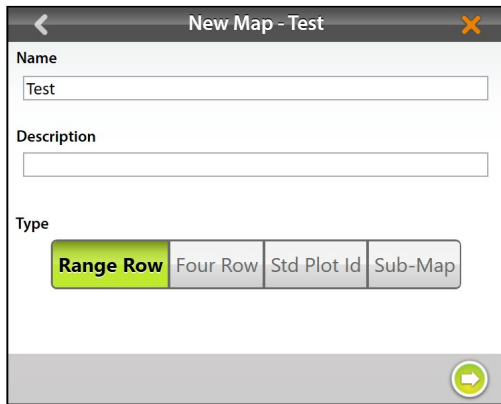 New Map - Test
Name
Test
Description
Type
Range Row Four Row Std Plot Id Sub-Map